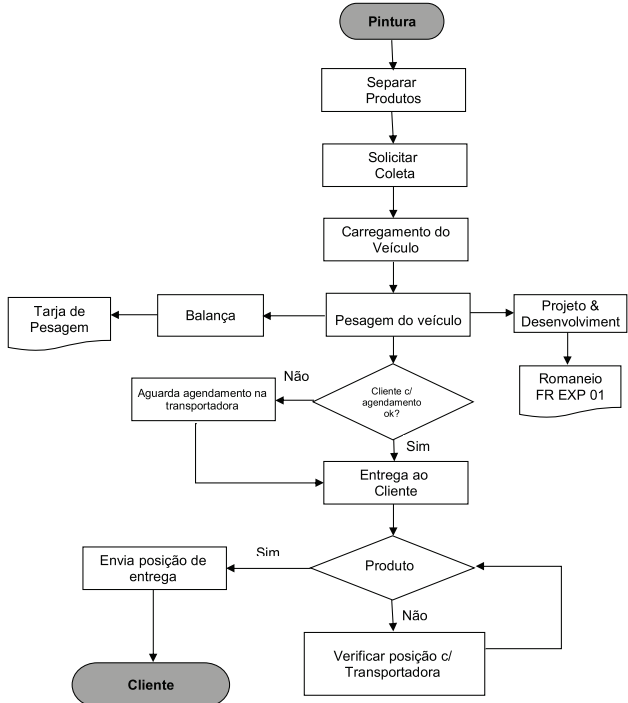 Pintura
Separar
Produtos
Solicitar
Coleta
Carregamento do
Veículo
Tarja de
Pesagem
Balança
Pesagem do veículo
Projeto &
Desenvolviment
Romaneio
FR EXP 01
Não
Aguarda agendamento na
transportadora
Cliente c/
agendamento
ok?
Sim
Entrega ao
Cliente
Envia posição de
entrega
Sim
Produto
Não
Verificar posição c/
Transportadora
Cliente